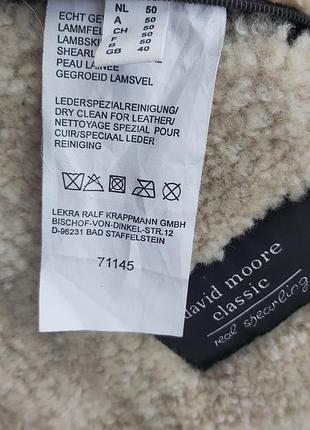 NL 50
A 50
CH 50
F 50
B 50
GB 40
LAMMFEL
LAMBSKIN
SHEARL
PEAU LAINÉE
GEGROEID LAMSVEL
LEDERSPEZIALREINIGUNG/
DRY CLEAN FOR LEATHER/
NETTOYAGE SPEZIAL POUR
CUIR/SPECIAAL LEDER
REINIGING
LEKRA RALF KRAPPMANN GMBH
BISCHOF-VON-DINKEL-STR.12
D-96231 BAD STAFFELSTEIN
71145
david moore
classic
real shearling